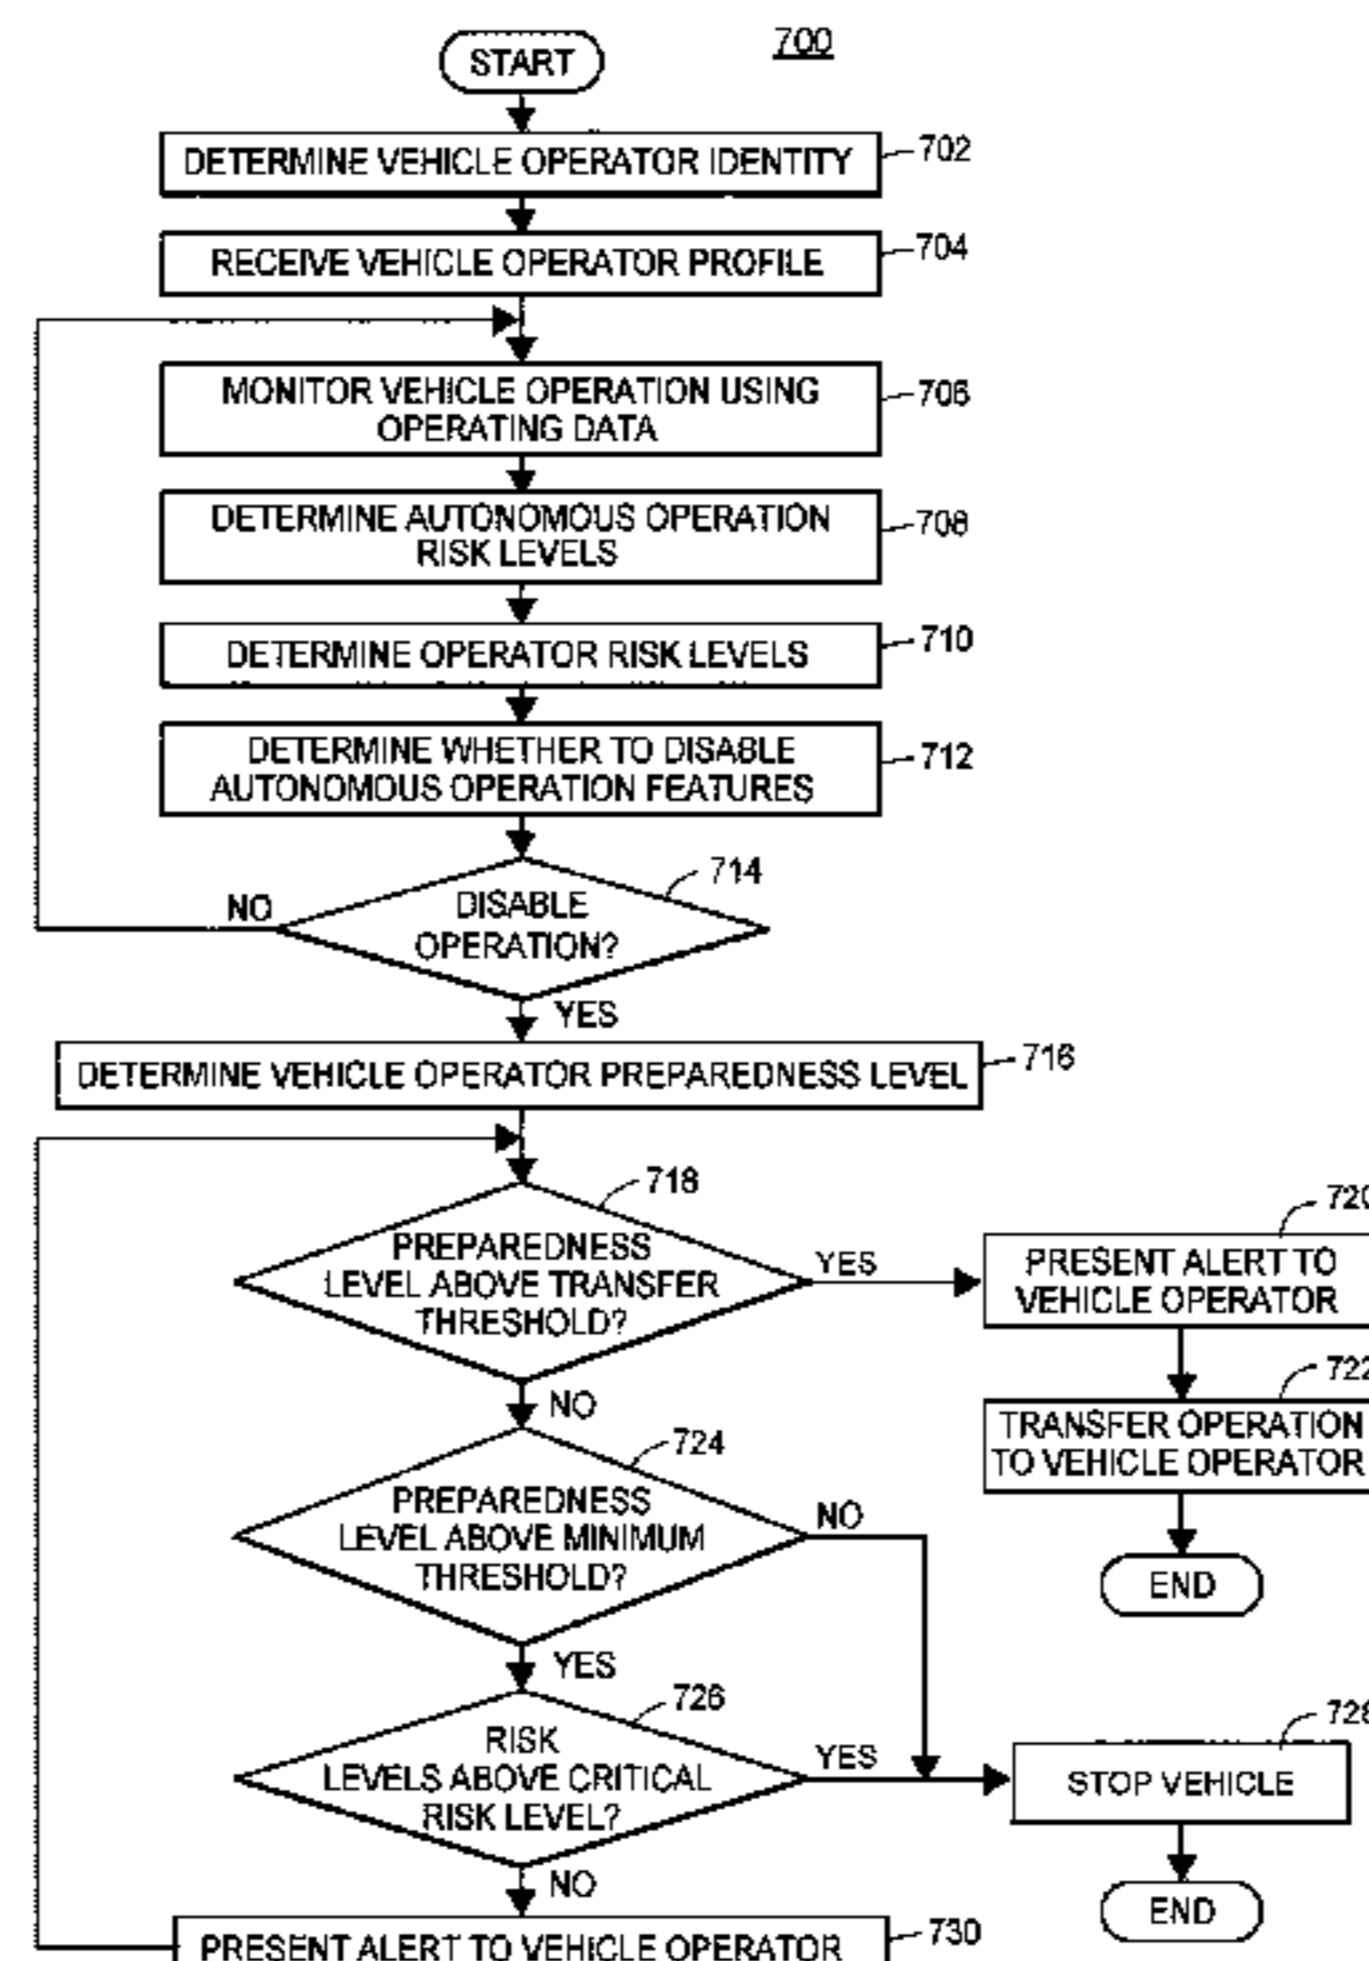 700
START
DETERMINE VEHICLE OPERATOR IDENTITY
702
RECEIVE VEHICLE OPERATOR PROFILE
704
MONITOR VEHICLE OPERATION USING
OPERATING DATA
706
DETERMINE AUTONOMOUS OPERATION
RISK LEVELS
708
DETERMINE OPERATOR RISK LEVELS
710
DETERMINE WHETHER TO DISABLE
AUTONOMOUS OPERATION FEATURES
712
714
DISABLE
OPERATION?
NO
YES
DETERMINE VEHICLE OPERATOR PREPAREDNESS LEVEL
716
718
PREPAREDNESS
LEVEL ABOVE TRANSFER
THRESHOLD?
YES
720
PRESENT ALERT TO
VEHICLE OPERATOR
722
TRANSFER OPERATION
TO VEHICLE OPERATOR
END
NO
724
PREPAREDNESS
LEVEL ABOVE MINIMUM
THRESHOLD?
NO
YES
726
RISK
LEVELS ABOVE CRITICAL
RISK LEVEL?
YES
728
STOP VEHICLE
END
NO
PRESENT ALERT TO VEHICLE OPERATOR
730